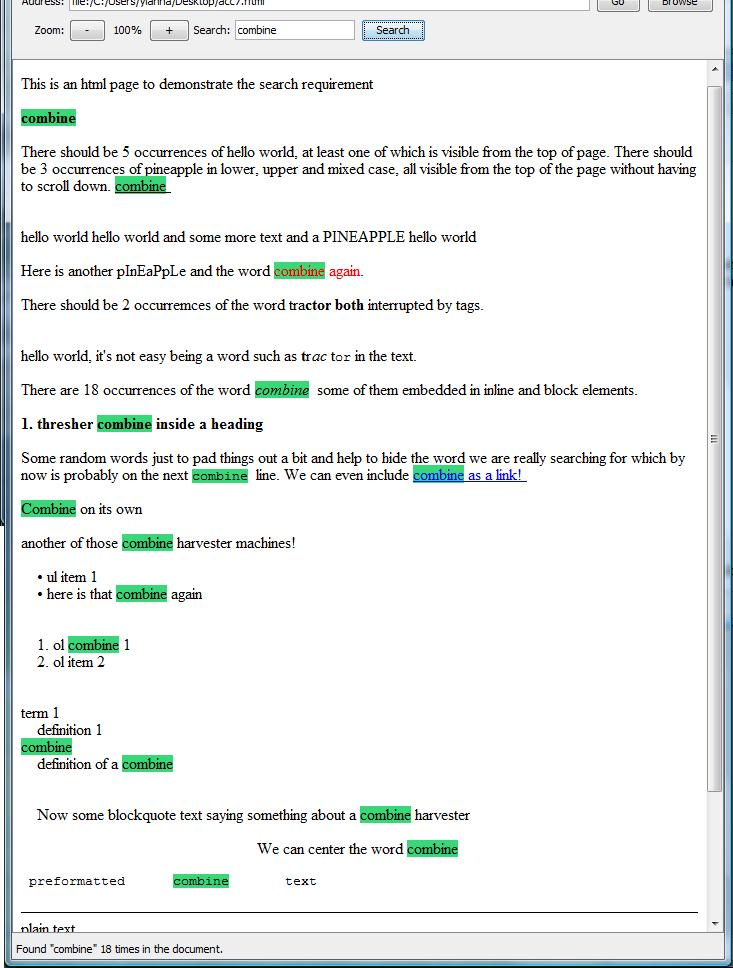 Address: file:/C:/Users/ylanna/Desktop/acc7.html Go Browse
Zoom: - 100% + Search: combine Search
This is an html page to demonstrate the search requirement
combine
There should be 5 occurrences of hello world, at least one of which is visible from the top of page. There should
be 3 occurrences of pineapple in lower, upper and mixed case, all visible from the top of the page without having
to scroll down. combine
hello world hello world and some more text and a PINEAPPLE hello world
Here is another pInEaPpLe and the word combine again.
There should be 2 occurremces of the word tractor both interrupted by tags.
hello world, it's not easy being a word such as trac tor in the text.
There are 18 occurrences of the word combine some of them embedded in inline and block elements.
1. thresher combine inside a heading
Some random words just to pad things out a bit and help to hide the word we are really searching for which by
now is probably on the next combine line. We can even include combine as a link!
Combine on its own
another of those combine harvester machines!
• ul item 1
• here is that combine again
1. ol combine 1
2. ol item 2
term 1
definition 1
combine
definition of a combine
Now some blockquote text saying something about a combine harvester
We can center the word combine
preformatted combine text
plain text
Found "combine" 18 times in the document.